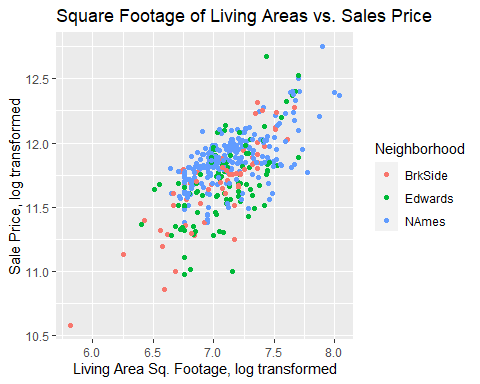 Square Footage of Living Areas vs. Sales Price
Sale Price, log transformed
12.5
12.0
11.5
11.0
10.5
6.0 6.5 7.0 7.5 8.0
Living Area Sq. Footage, log transformed
Neighborhood
BrkSide
Edwards
NAmes